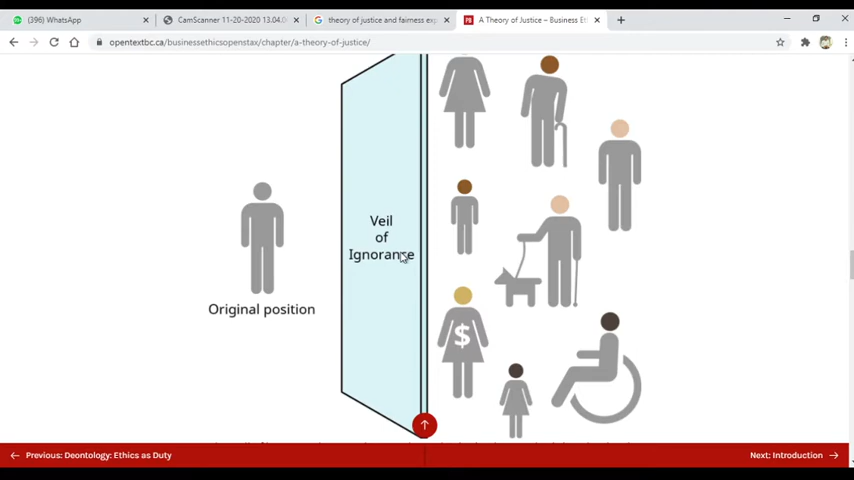 (396) WhatsApp
CamScanner 11-20-2020 13.04.0
theory of justice and fairness exp
A Theory of Justice – Business Et
opentextbc.ca/businessethicsopenstax/chapter/a-theory-of-justice/
Veil
of
Ignorance
Original position
$
← Previous: Deontology: Ethics as Duty
Next: Introduction →